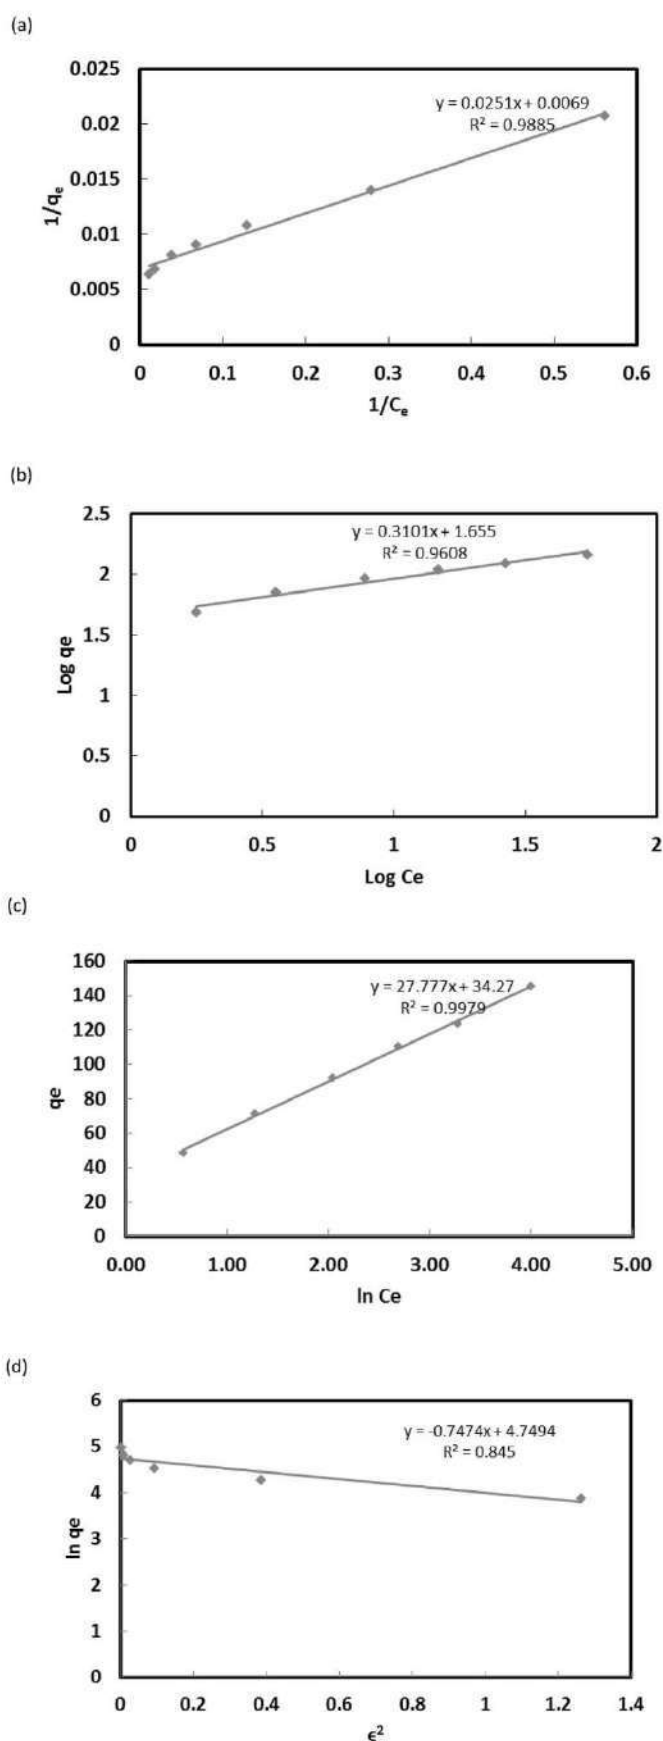 (a)
0.025
y = 0.0251x + 0.0069
R² = 0.9885
0.02
0.015
0.01
0.005
0
1/qₑ
0 0.1 0.2 0.3 0.4 0.5 0.6
1/Cₑ
(b)
2.5
y = 0.3101x + 1.655
R² = 0.9608
2
1.5
1
0.5
0
Log qe
0 0.5 1 1.5 2
Log Ce
(c)
160
y = 27.777x + 34.27
140
R² = 0.9979
120
100
80
60
40
20
0
qe
0.00 1.00 2.00 3.00 4.00 5.00
ln Ce
(d)
6
y = -0.7474x + 4.7494
5
R² = 0.845
4
3
2
1
0
ln qe
0 0.2 0.4 0.6 0.8 1 1.2 1.4
ϵ²